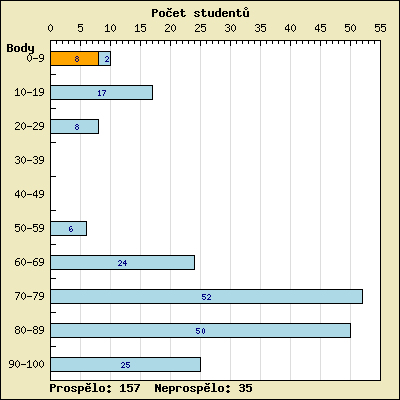 Počet studentů
0 5 10 15 20 25 30 35 40 45 50 55
Body
0-9 8 2
10-19 17
20-29 8
30-39
40-49
50-59 6
60-69 24
70-79 52
80-89 50
90-100 25
Prospělo: 157 Neprospělo: 35